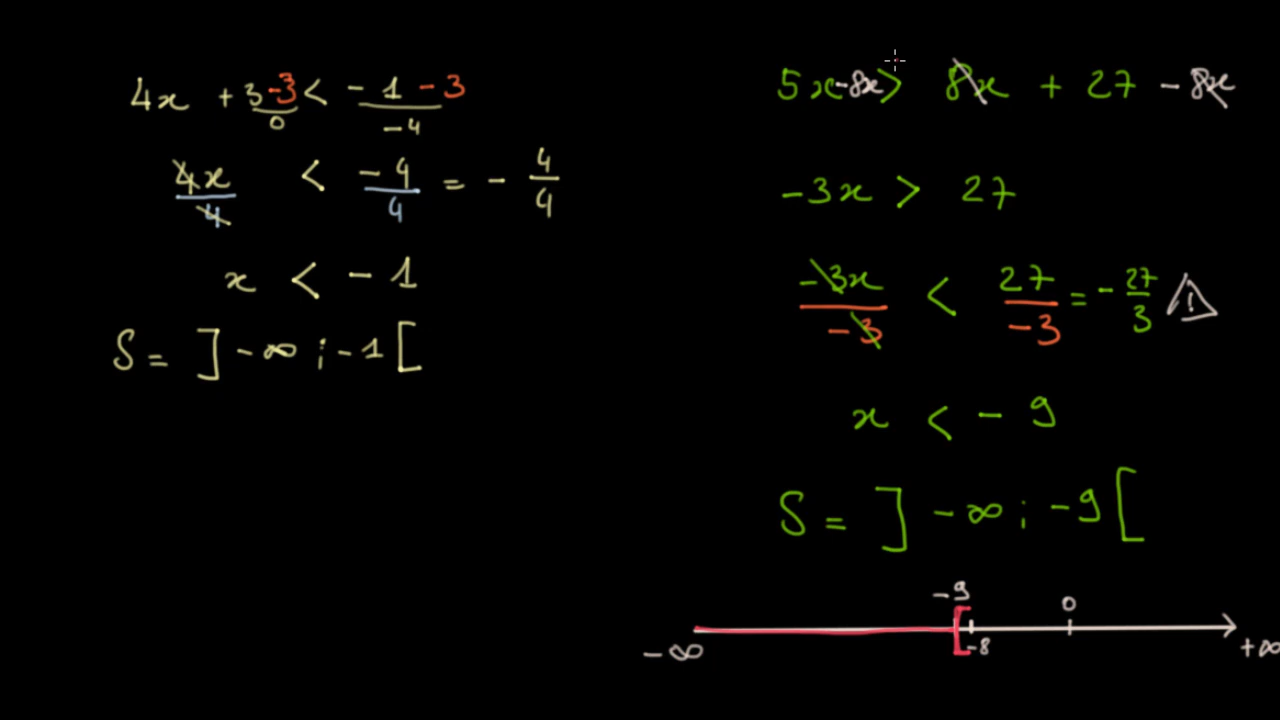 4x + 3 - 3 < - 1 - 3
0 -4
4x/4 < -4/4 = - 4/4
x < - 1
S = ] - ∞ ; - 1 [
5x - 8x > 8x + 27 - 8x
-3x > 27
-3x/-3 < 27/-3 = - 27/3 !
x < - 9
S = ] - ∞ ; - 9 [
-9 0
[
-∞ -8 +∞